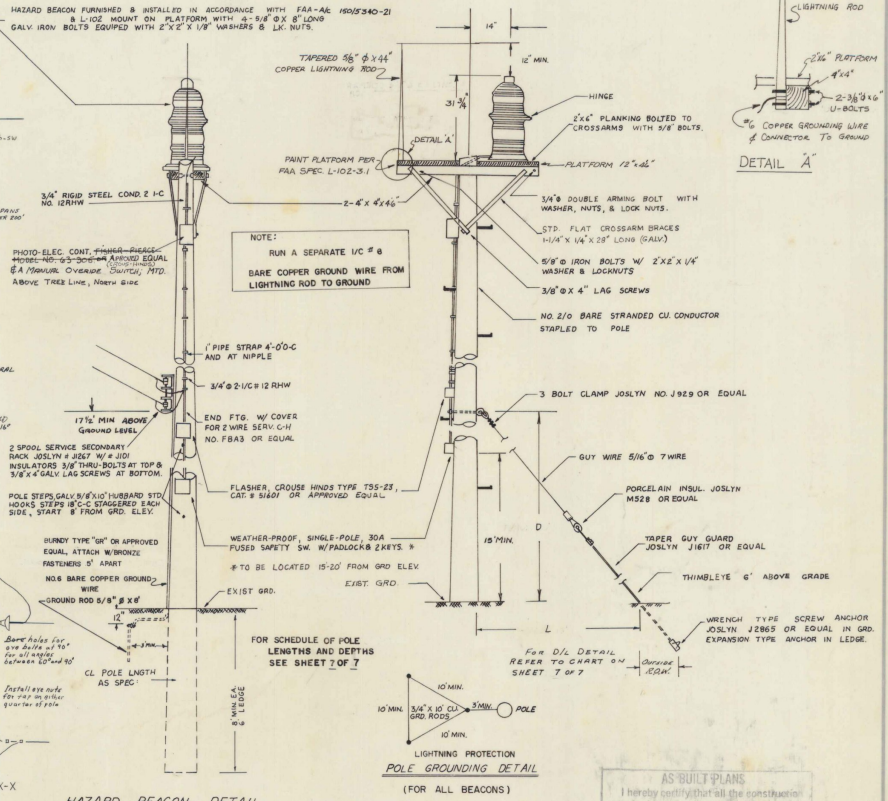 HAZARD BEACON FURNISHED & INSTALLED IN ACCORDANCE WITH FAA-A/C 150/5340-21
& L-102 MOUNT ON PLATFORM WITH 4-5/8" Φ X 8" LONG
GALV. IRON BOLTS EQUIPED WITH 2"X 2" X 1/8" WASHERS & LK. NUTS.
14"
LIGHTNING ROD
2"X6" PLATFORM
4"X4"
2-3/8"Φ X 6"
U-BOLTS
#6 COPPER GROUNDING WIRE
& CONNECTOR TO GROUND
DETAIL "A"
TAPERED 5/8" Φ X 44"
COPPER LIGHTNING ROD
12" MIN.
31 3/4"
HINGE
2"X6" PLANKING BOLTED TO
CROSSARMS WITH 5/8" BOLTS.
DETAIL 'A'
PAINT PLATFORM PER
FAA SPEC. L-102-3.1
PLATFORM 12"X46"
3/4" RIGID STEEL COND. 2 1-C
NO. 12RHW
2-4" X 4"X46"
3/4"Φ DOUBLE ARMING BOLT WITH
WASHER, NUTS, & LOCK NUTS.
STD. FLAT CROSSARM BRACES
1-1/4" X 1/4"X 28" LONG (GALV.)
5/8"Φ IRON BOLTS W/ 2"X2"X 1/4"
WASHER & LOCKNUTS
3/8"Φ X 4" LAG SCREWS
NO. 2/0 BARE STRANDED CU. CONDUCTOR
STAPLED TO POLE
NOTE:
RUN A SEPARATE 1/C # 8
BARE COPPER GROUND WIRE FROM
LIGHTNING ROD TO GROUND
PHOTO-ELEC. CONT. FISHER-PIERCE
MODEL NO. 63-305 OR APROVED EQUAL
(CROUS-HINDS)
& A MANUAL OVERIDE SWITCH, MTD.
ABOVE TREE LINE, NORTH SIDE
1" PIPE STRAP 4'-0" O-C
AND AT NIPPLE
3/4"Φ 2-1/C # 12 RHW
17 1/2' MIN ABOVE
GROUND LEVEL
END FTG. W/ COVER
FOR 2 WIRE SERV. C-H
NO. FBA3 OR EQUAL
2 SPOOL SERVICE SECONDARY
RACK JOSLYN # J1267 W/ # J101
INSULATORS 3/8" THRU-BOLTS AT TOP &
3/8"X 4" GALV. LAG SCREWS AT BOTTOM.
POLE STEPS, GALV. 5/8"X10" HUBBARD STD.
HOOKS STEPS 18"C-C STAGGERED EACH
SIDE, START 8' FROM GRD. ELEV.
FLASHER, CROUSE HINDS TYPE TSS-23,
CAT. # 51601 OR APPROVED EQUAL
WEATHER-PROOF, SINGLE-POLE, 30A
FUSED SAFETY SW. W/PADLOCK & 2 KEYS. *
* TO BE LOCATED 15-20' FROM GRD ELEV.
3 BOLT CLAMP JOSLYN NO. J929 OR EQUAL
GUY WIRE 5/16"Φ 7 WIRE
PORCELAIN INSUL. JOSLYN
M528 OR EQUAL
TAPER GUY GUARD
JOSLYN J1617 OR EQUAL
THIMBLEYE 6" ABOVE GRADE
15' MIN.
D
L
EXIST. GRD.
WRENCH TYPE SCREW ANCHOR
JOSLYN J2865 OR EQUAL IN GRD.
EXPANSION TYPE ANCHOR IN LEDGE.
FOR D/L DETAIL
REFER TO CHART ON
SHEET 7 OF 7
OUTSIDE
R.O.W.
BURNDY TYPE "GR" OR APPROVED
EQUAL, ATTACH W/BRONZE
FASTENERS 5' APART
NO.6 BARE COPPER GROUND
WIRE
GROUND ROD 5/8" Φ X 8'
EXIST GRD.
12"
3' MIN
CL POLE LNGTH
AS SPEC.
8' MIN. EA.
6' LEDGE
FOR SCHEDULE OF POLE
LENGTHS AND DEPTHS
SEE SHEET 7 OF 7
Bore holes for
eye bolts at 90°
for all angles
between 60° and 90°
Install eye nuts
for tap on either
quarter of pole
10' MIN.
10' MIN.
3/4" X 10' CU.
GRD. RODS
3' MIN.
POLE
10' MIN.
LIGHTNING PROTECTION
POLE GROUNDING DETAIL
(FOR ALL BEACONS)
X-X
HAZARD BEACON DETAIL
AS BUILT PLANS
I hereby certify that all the construction